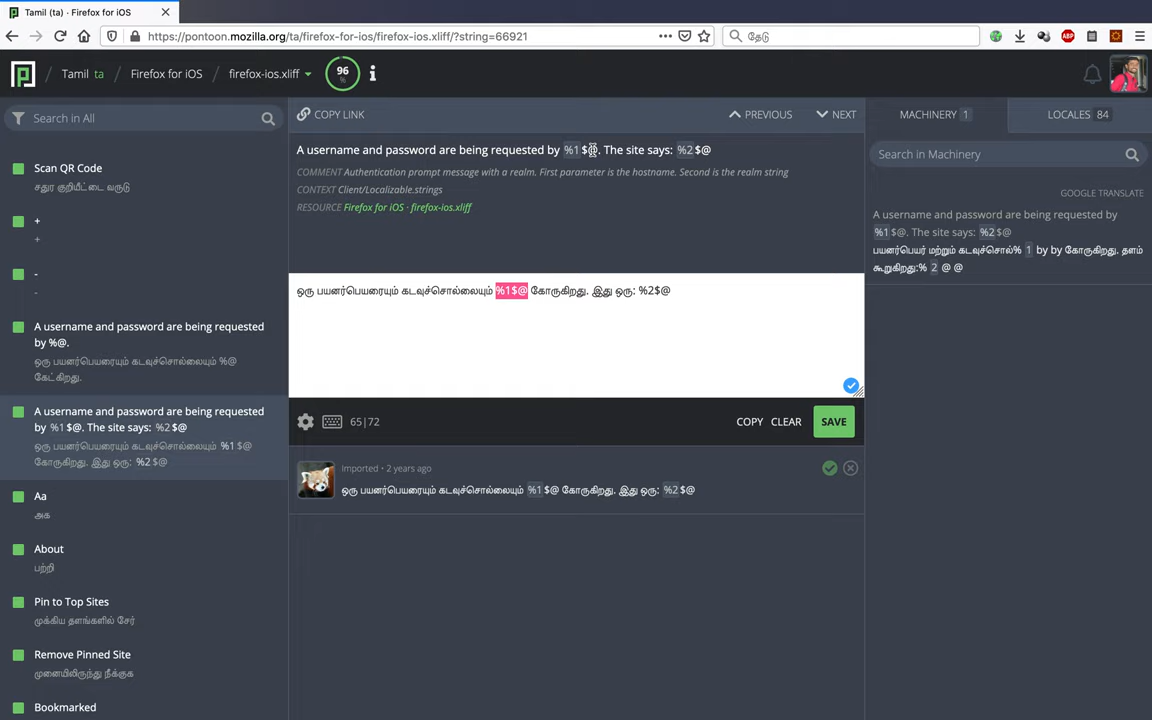 Tamil (ta) · Firefox for iOS
https://pontoon.mozilla.org/ta/firefox-for-ios/firefox-ios.xliff/?string=66921
தேடு
ABP
/ Tamil ta / Firefox for iOS / firefox-ios.xliff
96
%
Search in All
Scan QR Code
சதுர குறியீட்டை வருடு
+
+
-
-
A username and password are being requested
by %@.
ஒரு பயனர்பெயரையும் கடவுச்சொல்லையும் %@
கேட்கிறது.
A username and password are being requested
by %1$@. The site says: %2$@
ஒரு பயனர்பெயரையும் கடவுச்சொல்லையும் %1$@
கோருகிறது. இது ஒரு: %2$@
Aa
அக
About
பற்றி
Pin to Top Sites
முக்கிய தளங்களில் சேர்
Remove Pinned Site
முனையிலிருந்து நீக்குக
Bookmarked
COPY LINK
PREVIOUS
NEXT
A username and password are being requested by %1$@. The site says: %2$@
COMMENT Authentication prompt message with a realm. First parameter is the hostname. Second is the realm string
CONTEXT Client/Localizable.strings
RESOURCE Firefox for iOS · firefox-ios.xliff
ஒரு பயனர்பெயரையும் கடவுச்சொல்லையும் %1$@ கோருகிறது. இது ஒரு: %2$@
65|72
COPY CLEAR SAVE
Imported • 2 years ago
ஒரு பயனர்பெயரையும் கடவுச்சொல்லையும் %1$@ கோருகிறது. இது ஒரு: %2$@
MACHINERY 1
LOCALES 84
Search in Machinery
GOOGLE TRANSLATE
A username and password are being requested by
%1$@. The site says: %2$@
பயனர்பெயர் மற்றும் கடவுச்சொல்% 1 by by கோருகிறது. தளம்
கூறுகிறது:% 2 @ @